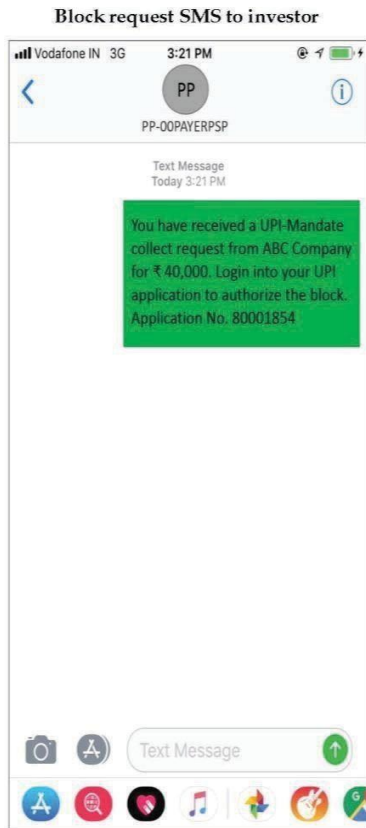 Block request SMS to investor
Vodafone IN 3G 3:21 PM
PP
PP-00PAYERPSP
Text Message
Today 3:21 PM
You have received a UPI-Mandate
collect request from ABC Company
for ₹ 40,000. Login into your UPI
application to authorize the block.
Application No. 80001854
Text Message